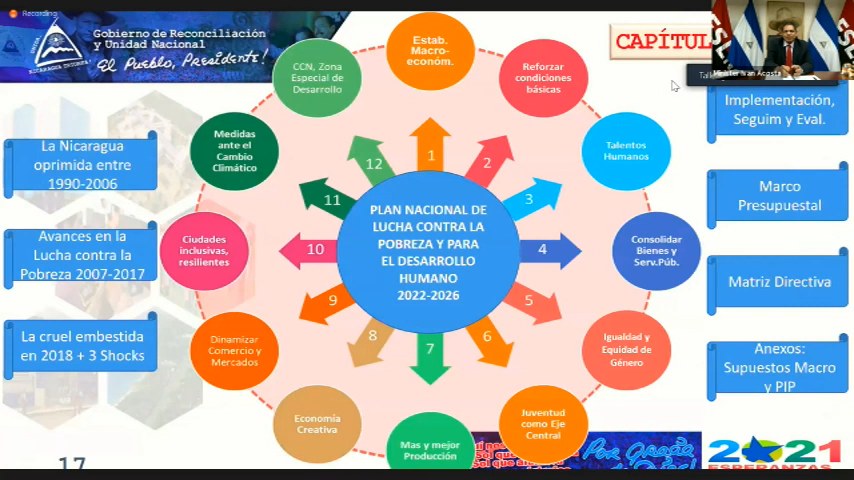 Recording
Gobierno de Reconciliación
y Unidad Nacional
El Pueblo, Presidente!
CAPÍTUL
Minister Ivan Acosta
La Nicaragua
oprimida entre
1990-2006
Avances en la
Lucha contra la
Pobreza 2007-2017
La cruel embestida
en 2018 + 3 Shocks
PLAN NACIONAL DE
LUCHA CONTRA LA
POBREZA Y PARA
EL DESARROLLO
HUMANO
2022-2026
1
Estab.
Macro-
económ.
2
Reforzar
condiciones
básicas
3
Talentos
Humanos
4
Consolidar
Bienes y
Serv.Púb.
5
Igualdad y
Equidad de
Género
6
Juventud
como Eje
Central
7
Mas y mejor
Producción
8
Economía
Creativa
9
Dinamizar
Comercio y
Mercados
10
Ciudades
inclusivas,
resilientes
11
Medidas
ante el
Cambio
Climático
12
CCN, Zona
Especial de
Desarrollo
Implementación,
Seguim y Eval.
Marco
Presupuestal
Matriz Directiva
Anexos:
Supuestos Macro
y PIP
17
Por Gracia
2021
ESPERANZAS